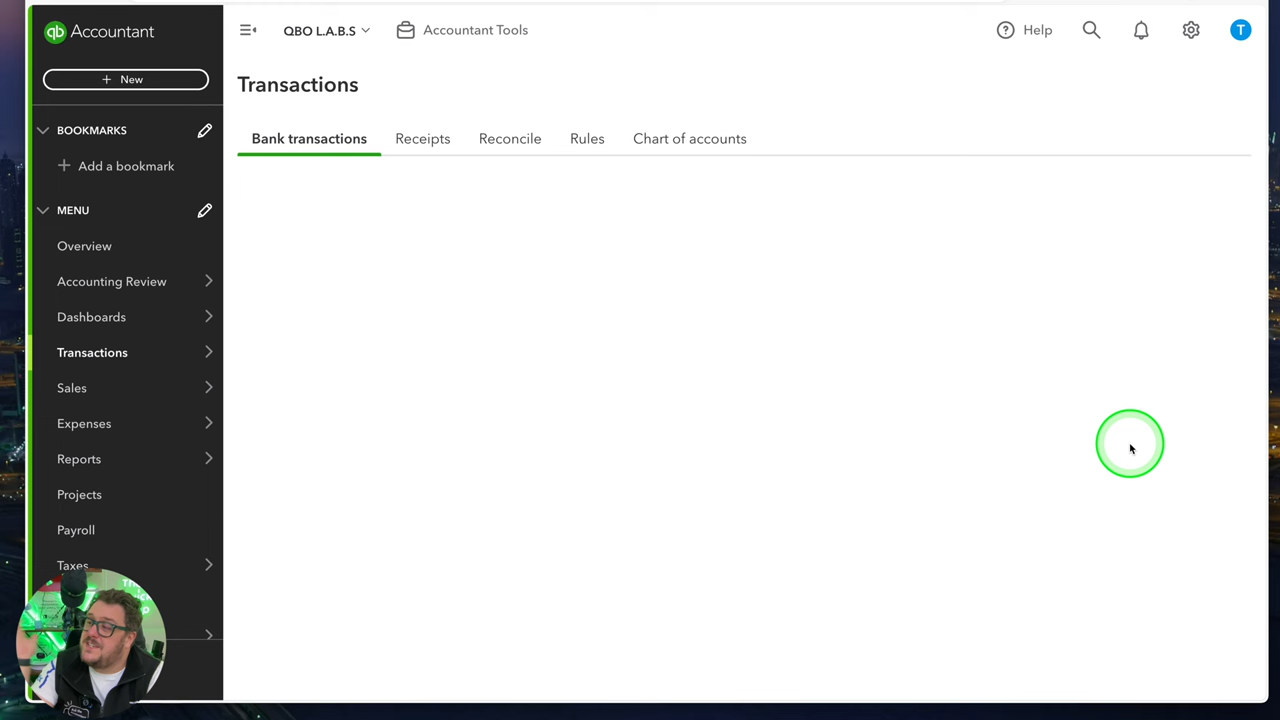 qb Accountant
QBO L.A.B.S
Accountant Tools
Help
T
+ New
Transactions
BOOKMARKS
Bank transactions
Receipts
Reconcile
Rules
Chart of accounts
Add a bookmark
MENU
Overview
Accounting Review
Dashboards
Transactions
Sales
Expenses
Reports
Projects
Payroll
Taxes